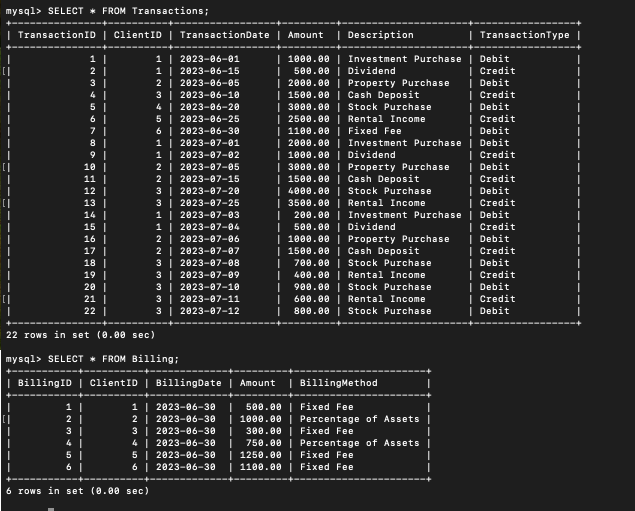 mysql> SELECT * FROM Transactions;
+---------------+----------+-----------------+---------+---------------------+-----------------+
| TransactionID | ClientID | TransactionDate | Amount | Description | TransactionType |
+---------------+----------+-----------------+---------+---------------------+-----------------+
| 1 | 1 | 2023-06-01 | 1000.00 | Investment Purchase | Debit |
| 2 | 1 | 2023-06-15 | 500.00 | Dividend | Credit |
| 3 | 2 | 2023-06-05 | 2000.00 | Property Purchase | Debit |
| 4 | 3 | 2023-06-10 | 1500.00 | Cash Deposit | Credit |
| 5 | 4 | 2023-06-20 | 3000.00 | Stock Purchase | Debit |
| 6 | 5 | 2023-06-25 | 2500.00 | Rental Income | Credit |
| 7 | 6 | 2023-06-30 | 1100.00 | Fixed Fee | Debit |
| 8 | 1 | 2023-07-01 | 2000.00 | Investment Purchase | Debit |
| 9 | 1 | 2023-07-02 | 1000.00 | Dividend | Credit |
| 10 | 2 | 2023-07-05 | 3000.00 | Property Purchase | Debit |
| 11 | 2 | 2023-07-15 | 1500.00 | Cash Deposit | Credit |
| 12 | 3 | 2023-07-20 | 4000.00 | Stock Purchase | Debit |
| 13 | 3 | 2023-07-25 | 3500.00 | Rental Income | Credit |
| 14 | 1 | 2023-07-03 | 200.00 | Investment Purchase | Debit |
| 15 | 1 | 2023-07-04 | 500.00 | Dividend | Credit |
| 16 | 2 | 2023-07-06 | 1000.00 | Property Purchase | Debit |
| 17 | 2 | 2023-07-07 | 1500.00 | Cash Deposit | Credit |
| 18 | 3 | 2023-07-08 | 700.00 | Stock Purchase | Debit |
| 19 | 3 | 2023-07-09 | 400.00 | Rental Income | Credit |
| 20 | 3 | 2023-07-10 | 900.00 | Stock Purchase | Debit |
| 21 | 3 | 2023-07-11 | 600.00 | Rental Income | Credit |
| 22 | 3 | 2023-07-12 | 800.00 | Stock Purchase | Debit |
+---------------+----------+-----------------+---------+---------------------+-----------------+
22 rows in set (0.00 sec)
mysql> SELECT * FROM Billing;
+-----------+----------+-------------+---------+----------------------+
| BillingID | ClientID | BillingDate | Amount | BillingMethod |
+-----------+----------+-------------+---------+----------------------+
| 1 | 1 | 2023-06-30 | 500.00 | Fixed Fee |
| 2 | 2 | 2023-06-30 | 1000.00 | Percentage of Assets |
| 3 | 3 | 2023-06-30 | 300.00 | Fixed Fee |
| 4 | 4 | 2023-06-30 | 750.00 | Percentage of Assets |
| 5 | 5 | 2023-06-30 | 1250.00 | Fixed Fee |
| 6 | 6 | 2023-06-30 | 1100.00 | Fixed Fee |
+-----------+----------+-------------+---------+----------------------+
6 rows in set (0.00 sec)